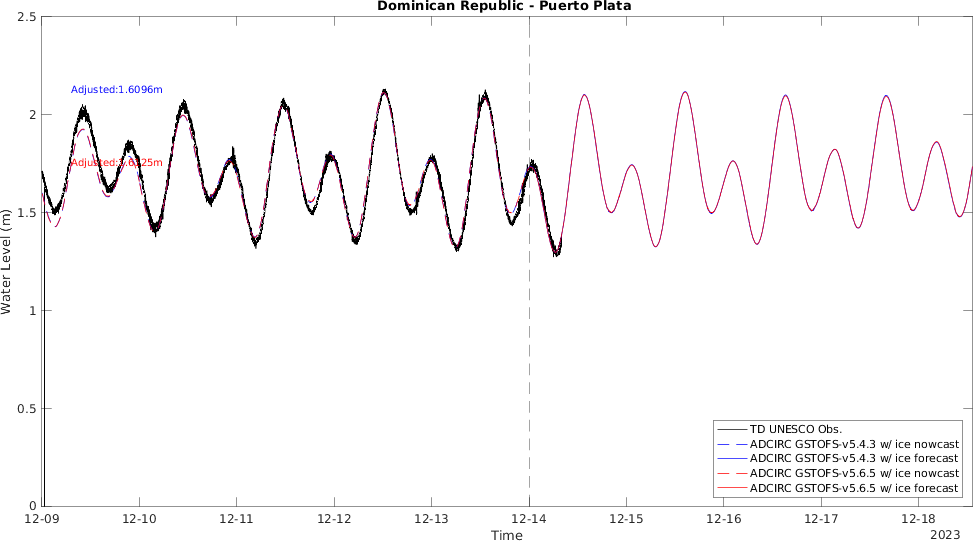 Dominican Republic - Puerto Plata
2.5
Adjusted:1.6096m
2
1.5
Water Level (m)
1
0.5
0
TD UNESCO Obs.
ADCIRC GSTOFS-v5.4.3 w/ ice nowcast
ADCIRC GSTOFS-v5.4.3 w/ ice forecast
ADCIRC GSTOFS-v5.6.5 w/ ice nowcast
ADCIRC GSTOFS-v5.6.5 w/ ice forecast
12-09 12-10 12-11 12-12 12-13 12-14 12-15 12-16 12-17 12-18
Time
2023